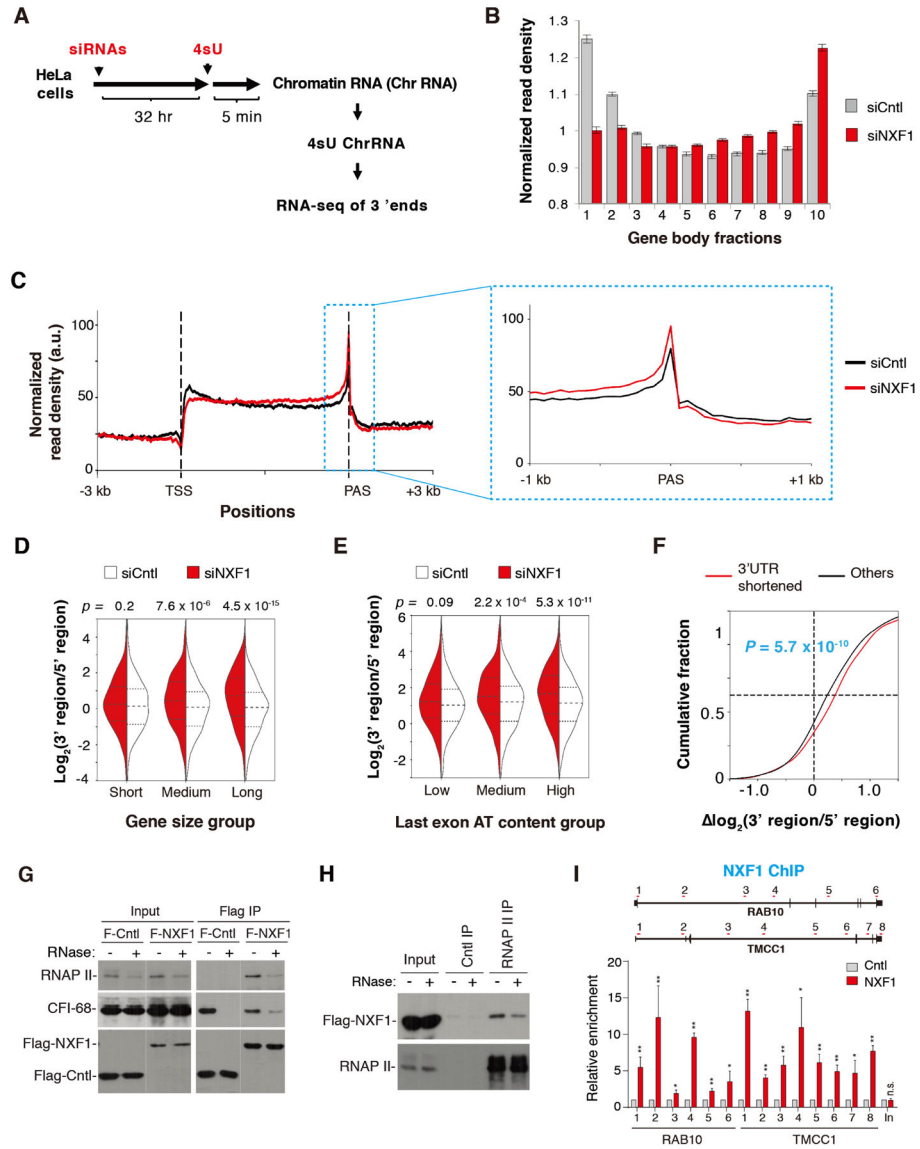 A
siRNAs
4sU
HeLa
cells
32 hr
5 min
Chromatin RNA (Chr RNA)
4sU ChrRNA
RNA-seq of 3 'ends
B
Normalized read density
1.3
1.2
1.1
1
0.9
0.8
1 2 3 4 5 6 7 8 9 10
Gene body fractions
siCntl
siNXF1
C
Normalized
read density (a.u.)
100
50
0
-3 kb TSS PAS +3 kb
Positions
100
50
0
-1 kb PAS +1 kb
siCntl
siNXF1
D
siCntl siNXF1
p = 0.2 7.6 x 10-6 4.5 x 10-15
Log2(3' region/5' region)
6
4
2
0
-2
-4
Short Medium Long
Gene size group
E
siCntl siNXF1
p = 0.09 2.2 x 10-4 5.3 x 10-11
Log2(3' region/5' region)
6
4
2
0
-2
Low Medium High
Last exon AT content group
F
3'UTR
shortened
Others
P = 5.7 x 10-10
Cumulative fraction
1
0.5
0
-1.0 0 1.0
Δlog2(3' region/5' region)
G
Input Flag IP
F-Cntl F-NXF1 F-Cntl F-NXF1
RNase: - + - + - + - +
RNAP II-
CFI-68-
Flag-NXF1-
Flag-Cntl-
H
Input Cntl IP RNAP II IP
RNase: - + - + - +
Flag-NXF1-
RNAP II-
I
NXF1 ChIP
1 2 3 4 5 6
RAB10
1 2 3 4 5 6 7 8
TMCC1
Cntl
NXF1
Relative enrichment
20
15
10
5
0
** ** * ** ** * ** ** ** * ** ** * ** n.s.
1 2 3 4 5 6 1 2 3 4 5 6 7 8 In
RAB10 TMCC1